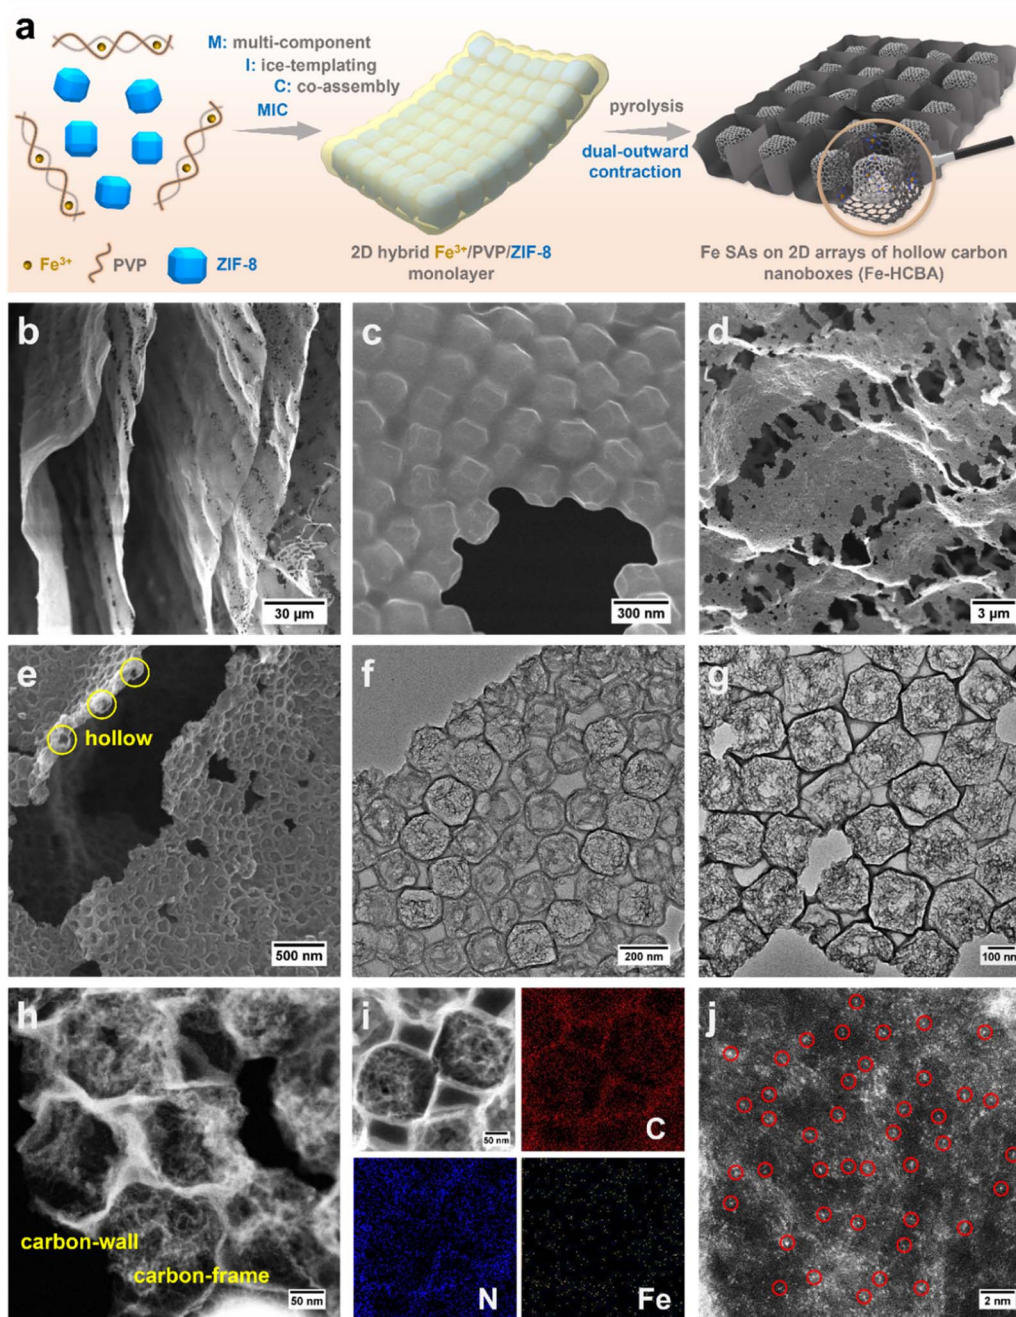 a
M: multi-component
I: ice-templating
C: co-assembly
MIC
pyrolysis
dual-outward
contraction
Fe³⁺
PVP
ZIF-8
2D hybrid Fe³⁺/PVP/ZIF-8
monolayer
Fe SAs on 2D arrays of hollow carbon
nanoboxes (Fe-HCBA)
b
30 μm
c
300 nm
d
3 μm
e
hollow
500 nm
f
200 nm
g
100 nm
h
carbon-wall
carbon-frame
50 nm
i
50 nm
C
N
Fe
j
2 nm